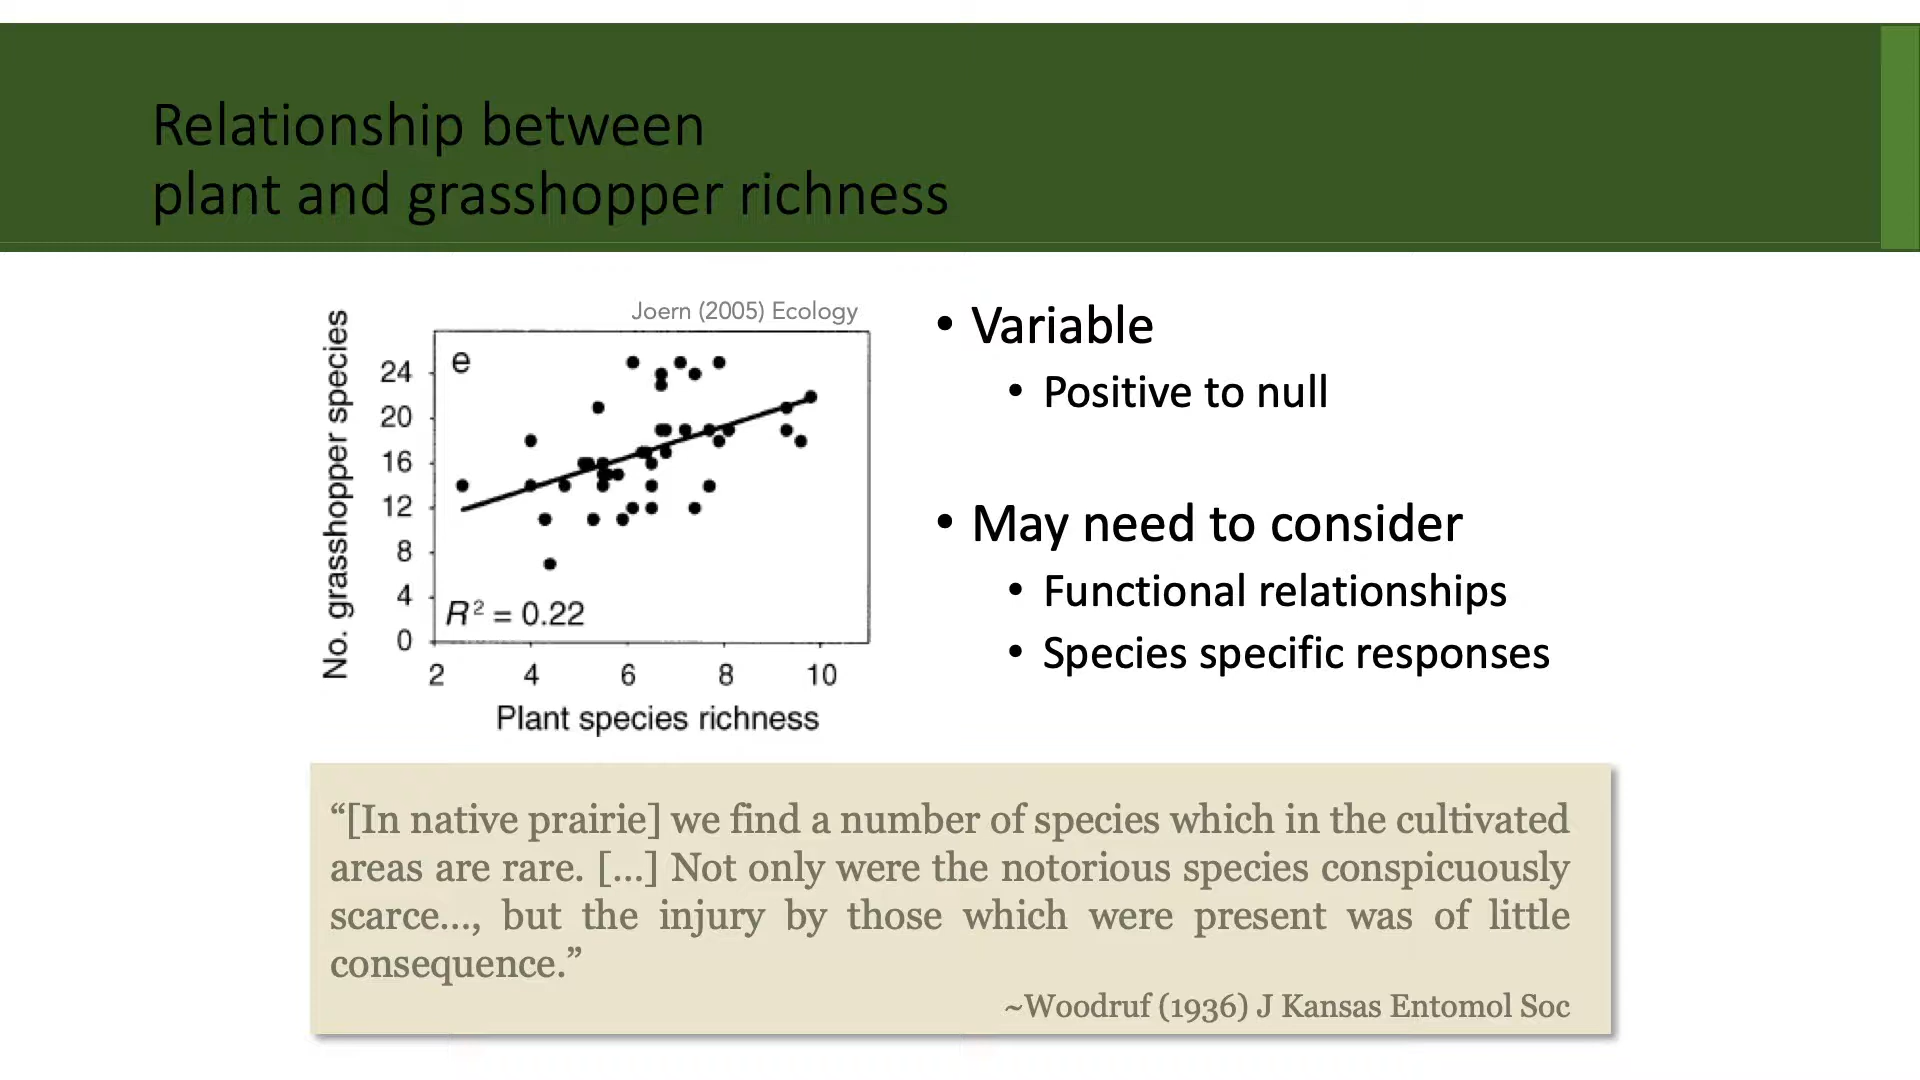 Relationship between
plant and grasshopper richness
Joern (2005) Ecology
e
No. grasshopper species
24
20
16
12
8
4
0
R² = 0.22
2 4 6 8 10
Plant species richness
• Variable
• Positive to null
• May need to consider
• Functional relationships
• Species specific responses
“[In native prairie] we find a number of species which in the cultivated
areas are rare. [...] Not only were the notorious species conspicuously
scarce..., but the injury by those which were present was of little
consequence.”
~Woodruf (1936) J Kansas Entomol Soc